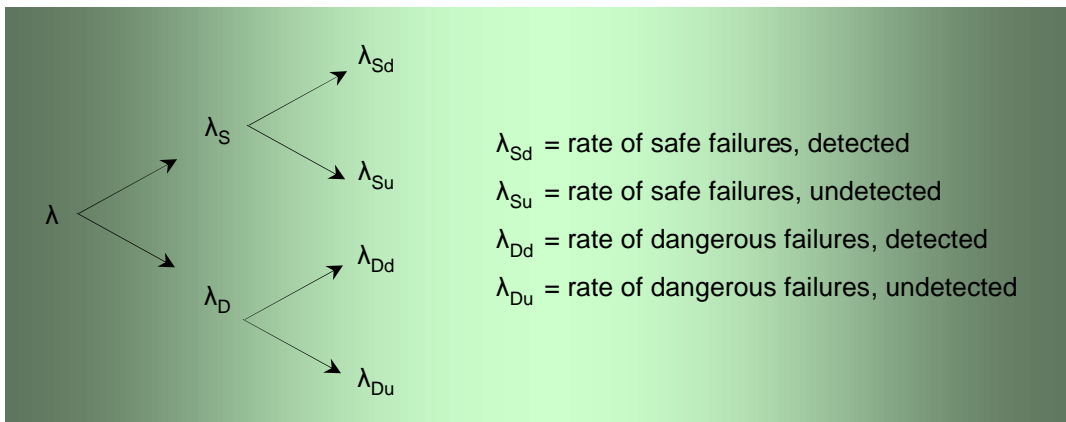 λSd
λS
λSu
λ
λDd
λD
λDu
λSd = rate of safe failures, detected
λSu = rate of safe failures, undetected
λDd = rate of dangerous failures, detected
λDu = rate of dangerous failures, undetected